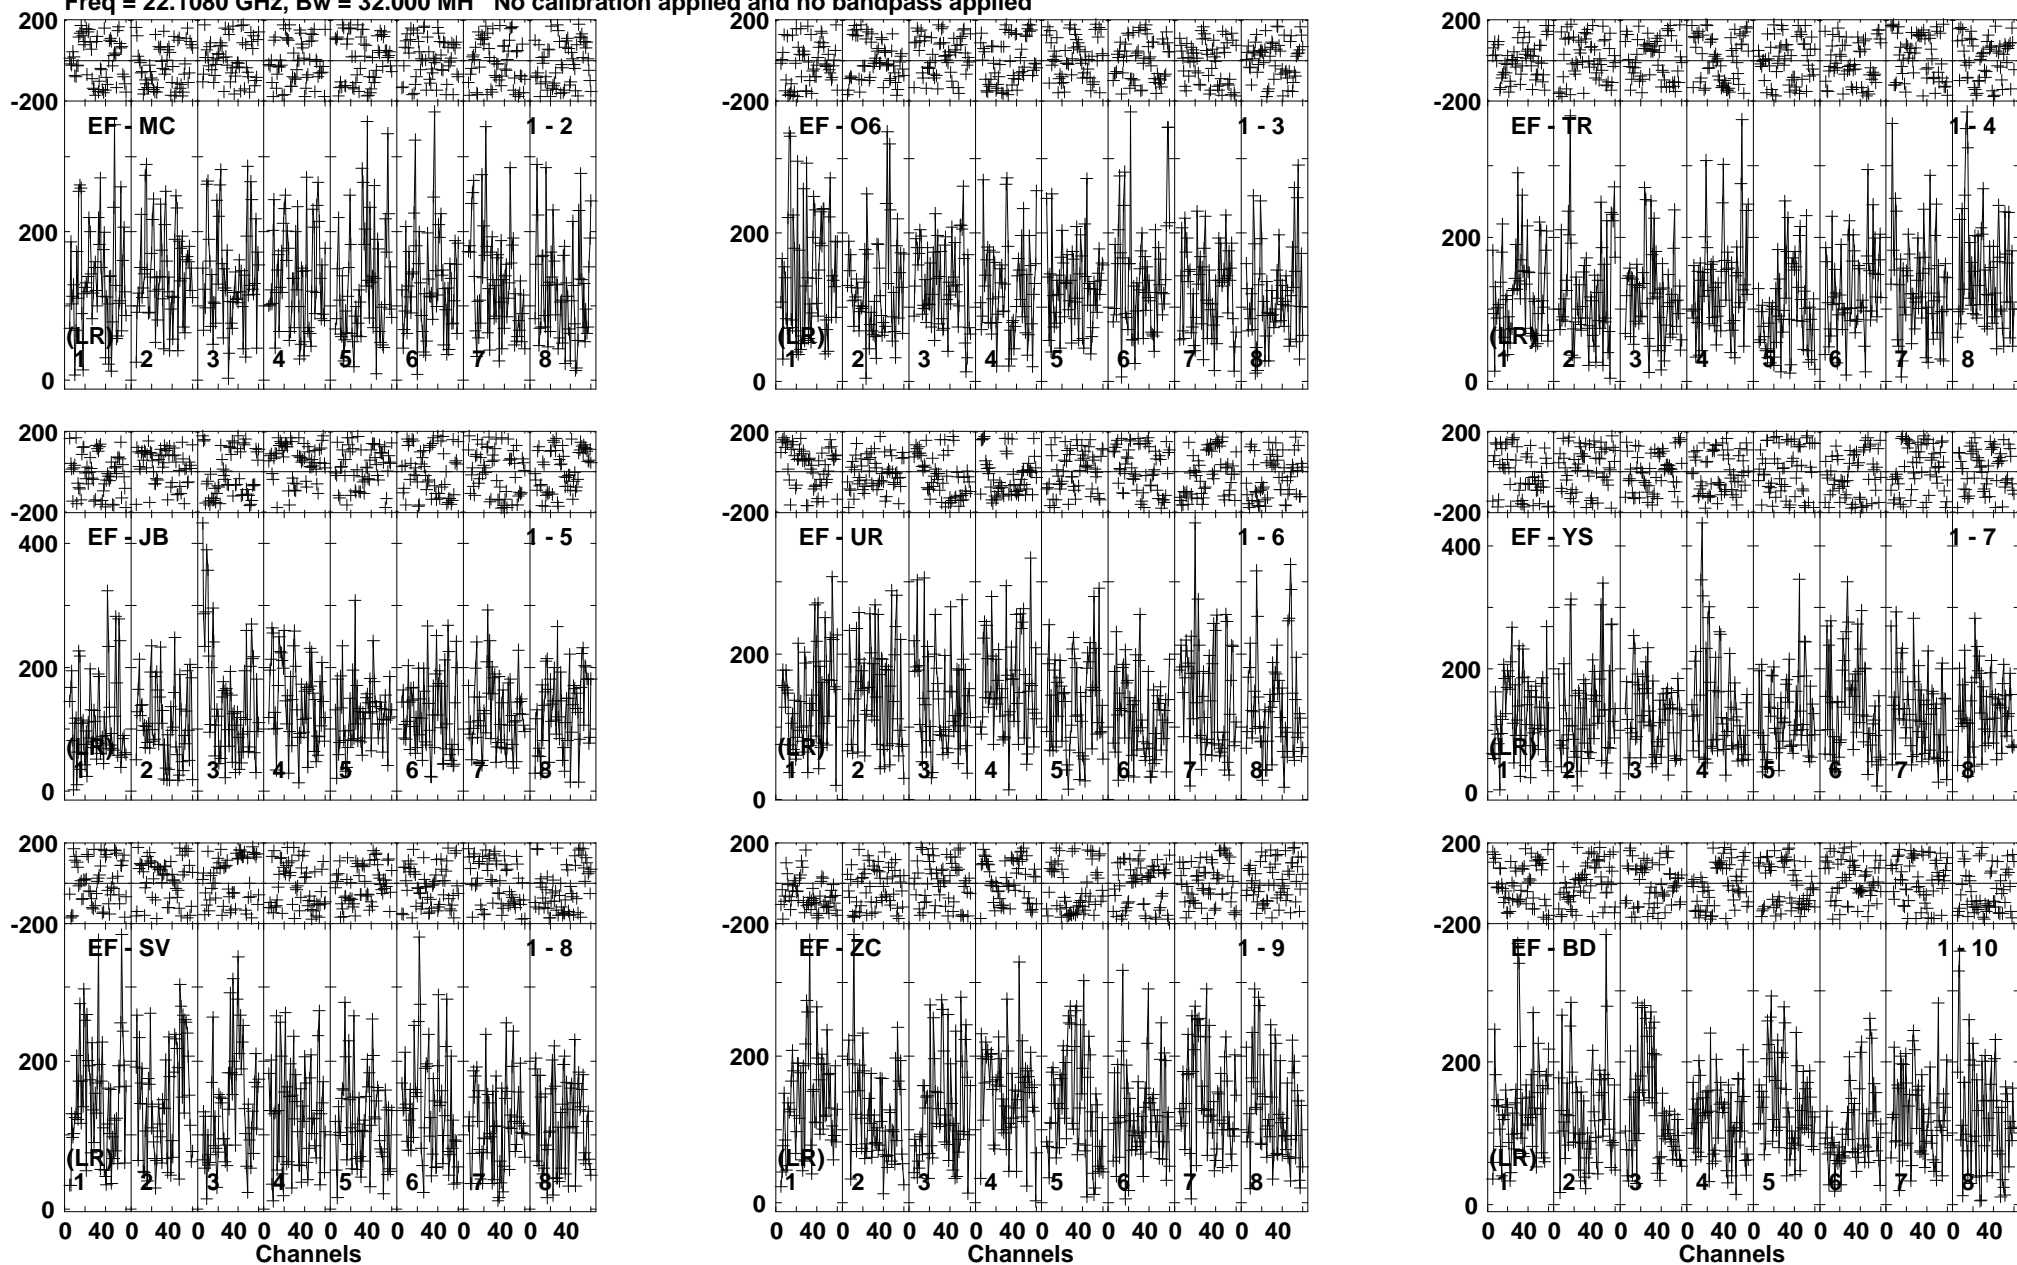 Freq = 22.1080 GHz, Bw = 32.000 MH No calibration applied and no bandpass applied
200 200 200
-200 -200 -200
EF - MC 1 - 2 EF - O6 1 - 3 EF - TR 1 - 4
200 200 200
(LR) (LR) (LR)
1 2 3 4 5 6 7 8 1 2 3 4 5 6 7 8 1 2 3 4 5 6 7 8
0 0 0
200 200 200
-200 -200 -200
EF - JB 1 - 5 EF - UR 1 - 6 EF - YS 1 - 7
400 400
200 200 200
(LR) (LR) (LR)
1 2 3 4 5 6 7 8 1 2 3 4 5 6 7 8 1 2 3 4 5 6 7 8
0 0 0
200 200 200
-200 -200 -200
EF - SV 1 - 8 EF - ZC 1 - 9 EF - BD 1 - 10
200 200 200
(LR) (LR) (LR)
1 2 3 4 5 6 7 8 1 2 3 4 5 6 7 8 1 2 3 4 5 6 7 8
0 0 0
0 40 0 40 0 40 0 40 0 40 0 40 0 40 0 40 0 40 0 40 0 40 0 40 0 40 0 40 0 40 0 40 0 40 0 40 0 40 0 40 0 40 0 40 0 40 0 40
Channels Channels Channels